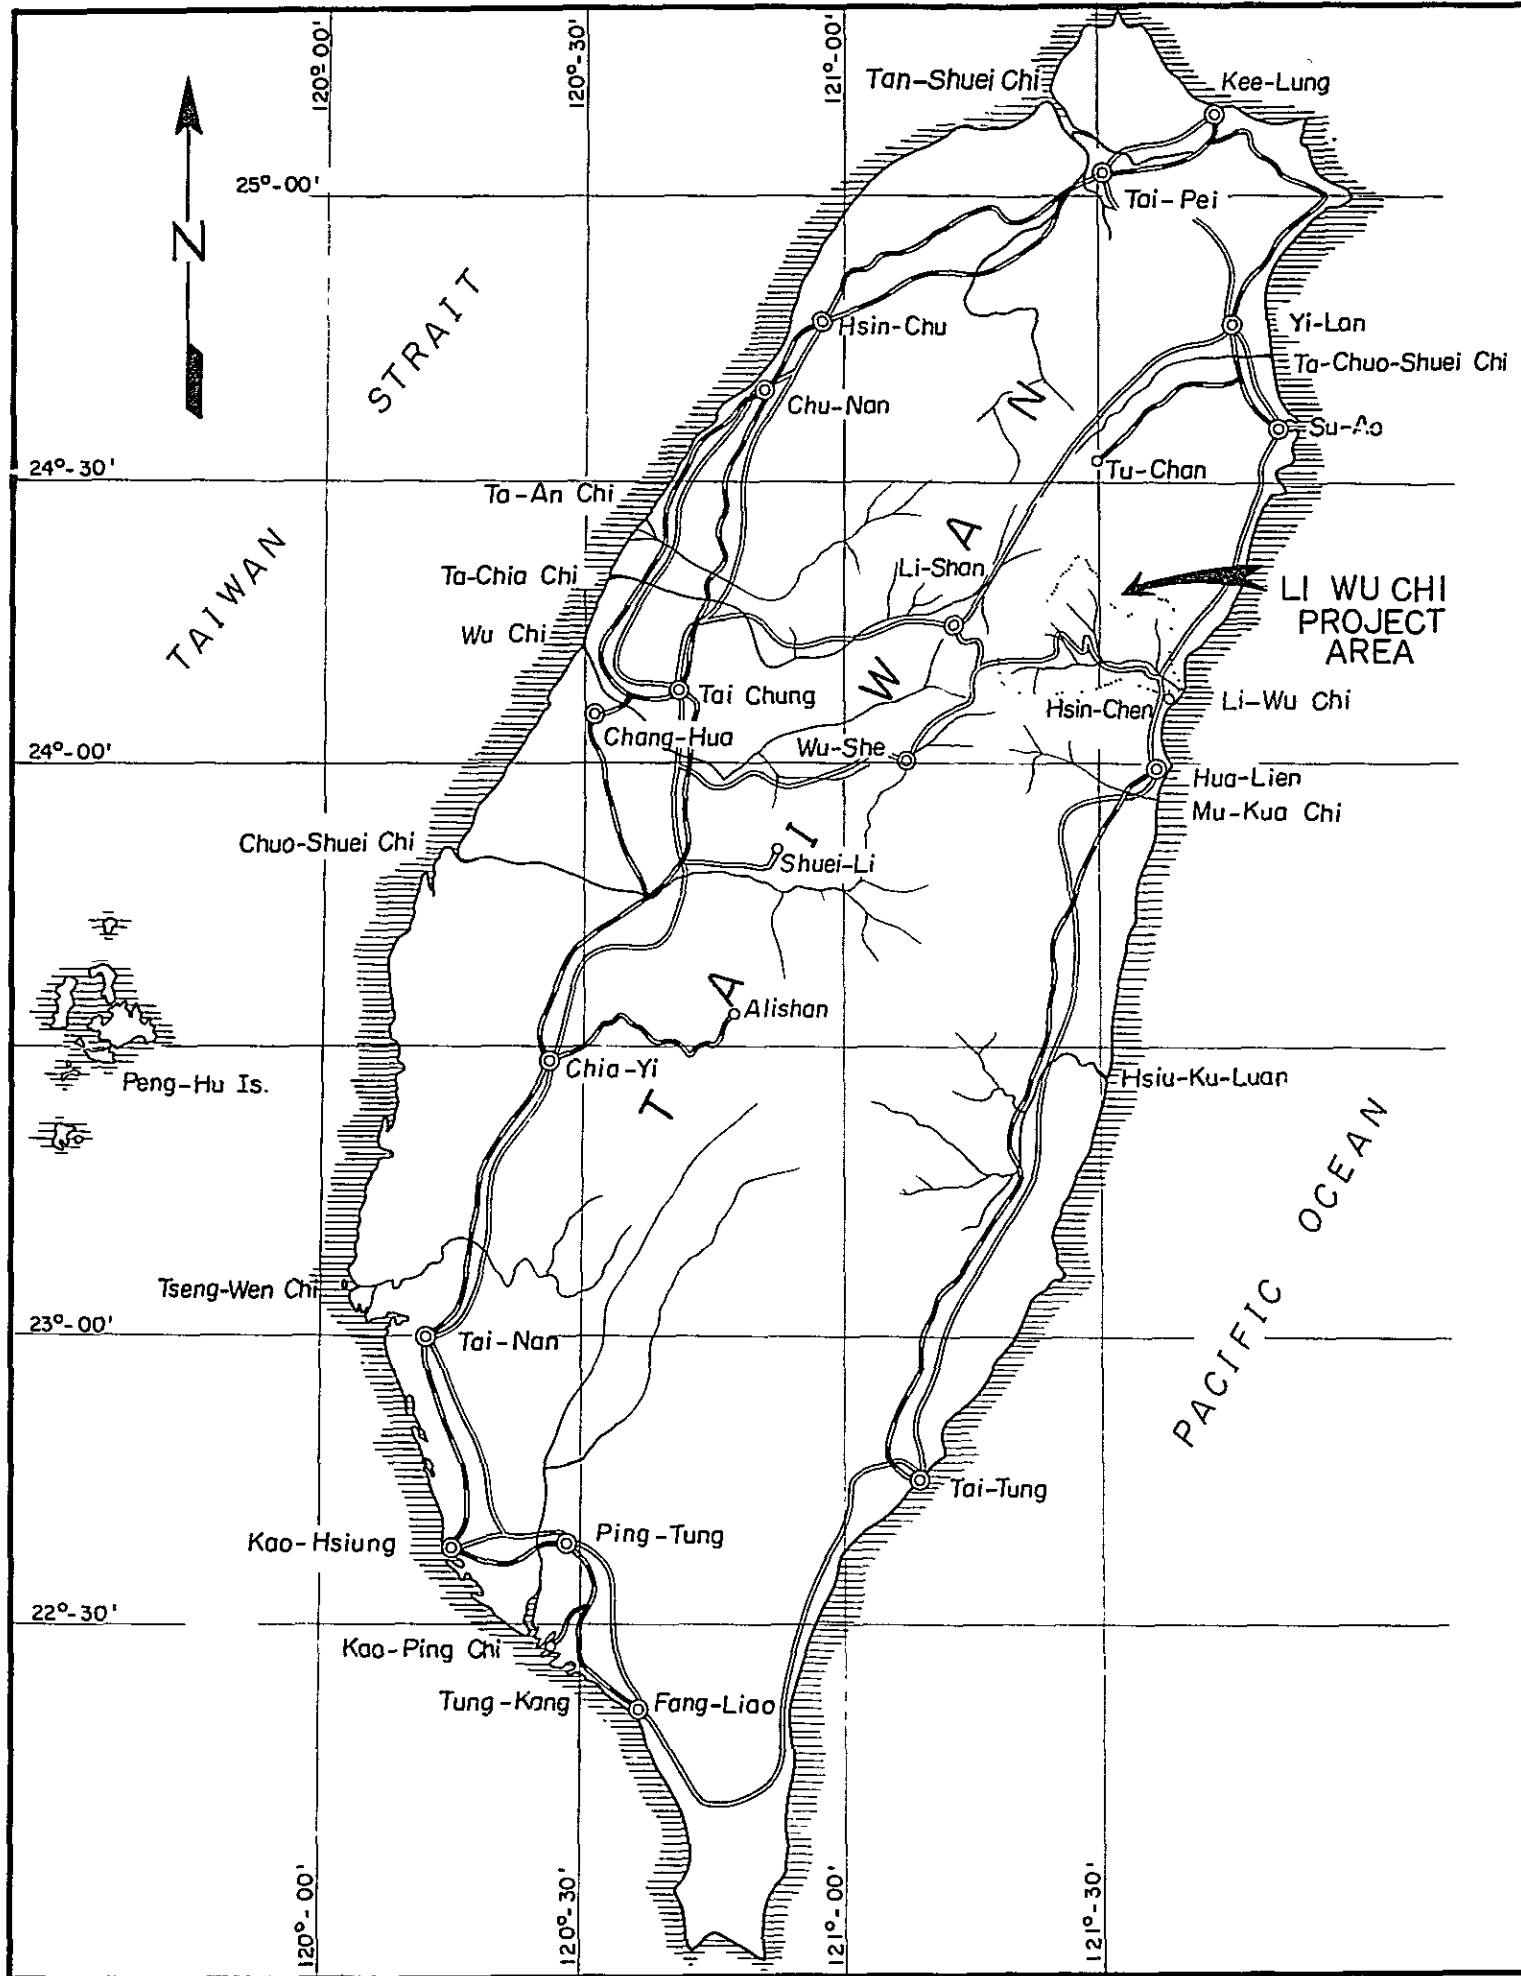 120°-00'
120°-30'
121°-00'
Tan-Shuei Chi
Kee-Lung
25°-00'
Tai-Pei
N
STRAIT
Hsin-Chu
Yi-Lan
Ta-Chuo-Shuei Chi
Chu-Nan
Su-Ao
24°-30'
Tu-Chan
Ta-An Chi
TAIWAN
Ta-Chia Chi
Li-Shan
LI WU CHI
PROJECT
AREA
Wu Chi
Tai Chung
Hsin-Chen
Li-Wu Chi
Chang-Hua
Wu-She
24°-00'
Hua-Lien
Mu-Kua Chi
Chuo-Shuei Chi
Shuei-Li
TAIWAN
Alishan
Chia-Yi
Peng-Hu Is.
Hsiu-Ku-Luan
PACIFIC OCEAN
Tseng-Wen Chi
23°-00'
Tai-Nan
Tai-Tung
Kao-Hsiung
Ping-Tung
22°-30'
Kao-Ping Chi
Tung-Kang
Fang-Liao
120°-00'
120°-30'
121°-00'
121°-30'